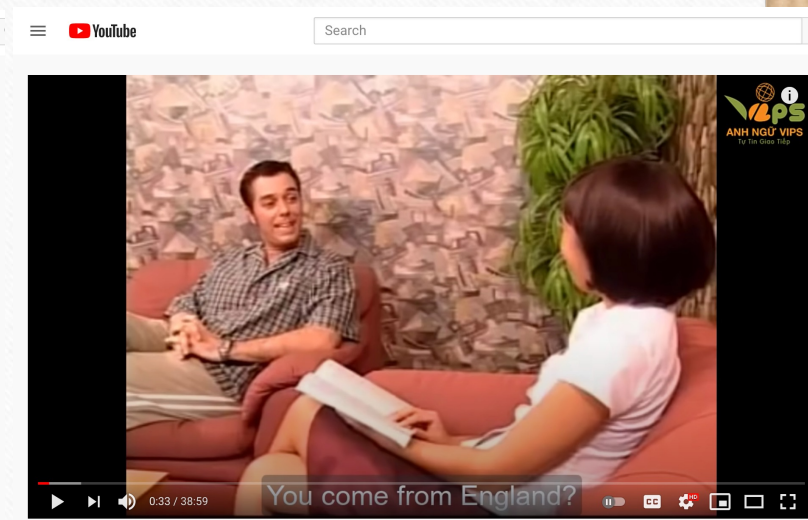 YouTube
Search
VIPS
ANH NGỮ VIPS
Tự Tin Giao Tiếp
You come from England?
0:33 / 38:59
CC
HD